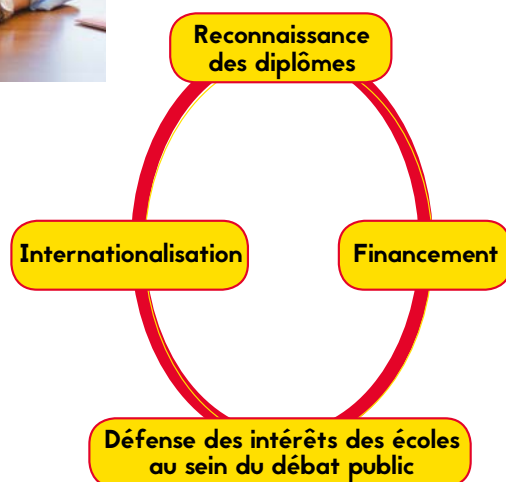 Reconnaissance
des diplômes
Internationalisation
Financement
Défense des intérêts des écoles
au sein du débat public